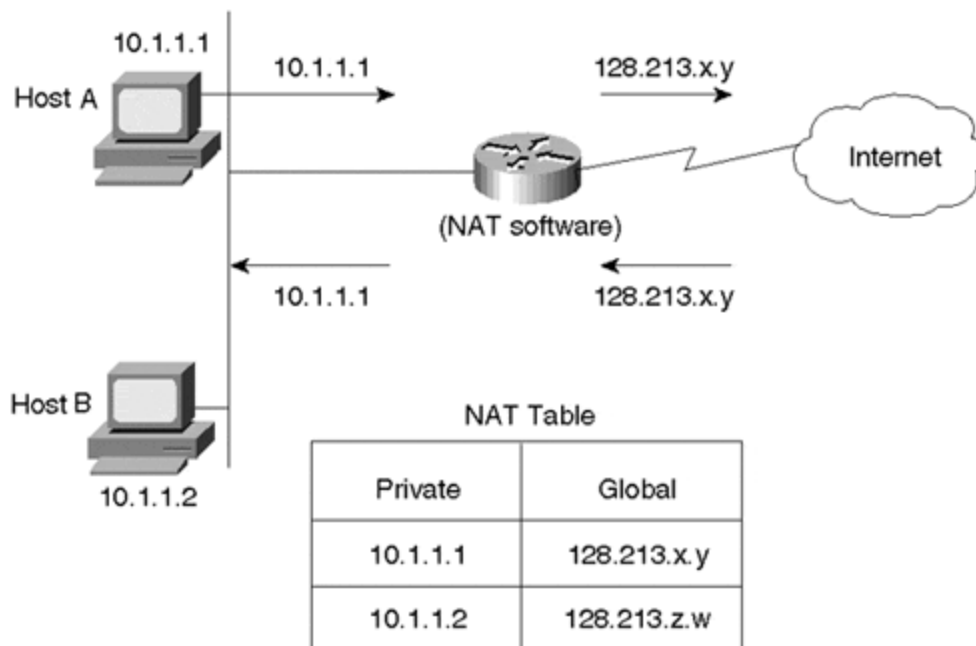 10.1.1.1
Host A
10.1.1.1
128.213.x.y
Internet
(NAT software)
10.1.1.1
128.213.x.y
Host B
10.1.1.2
NAT Table
Private Global
10.1.1.1 128.213.x.y
10.1.1.2 128.213.z.w